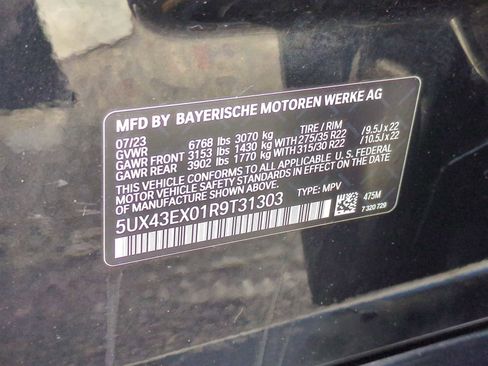 MFD BY BAYERISCHE MOTOREN WERKE AG
07/23
GVWR 6768 lbs 3070 kg TIRE / RIM
GAWR FRONT 3153 lbs 1430 kg WITH 275/35 R22 / 9.5J x 22
GAWR REAR 3902 lbs 1770 kg WITH 315/30 R22 / 10.5J x 22
THIS VEHICLE CONFORMS TO ALL APPLICABLE U. S. FEDERAL
MOTOR VEHICLE SAFETY STANDARDS IN EFFECT ON THE DATE
OF MANUFACTURE SHOWN ABOVE.
5UX43EX01R9T31303 TYPE: MPV
475M
7 320 729